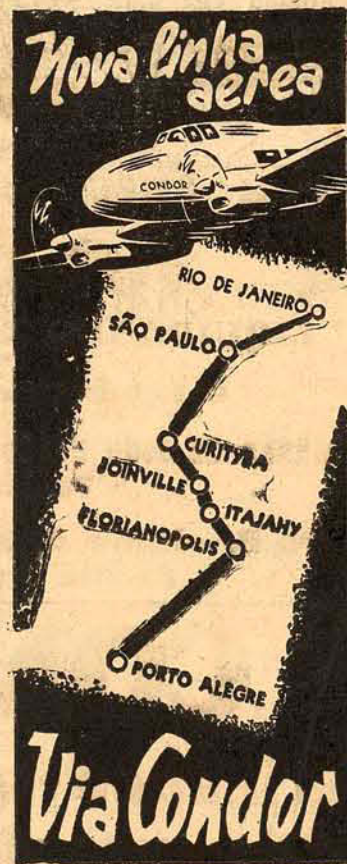 Nova linha
aerea
CONDOR
RIO DE JANEIRO
SÃO PAULO
CURITYBA
JOINVILLE
ITAJAHY
FLORIANOPOLIS
PORTO ALEGRE
Via Condor